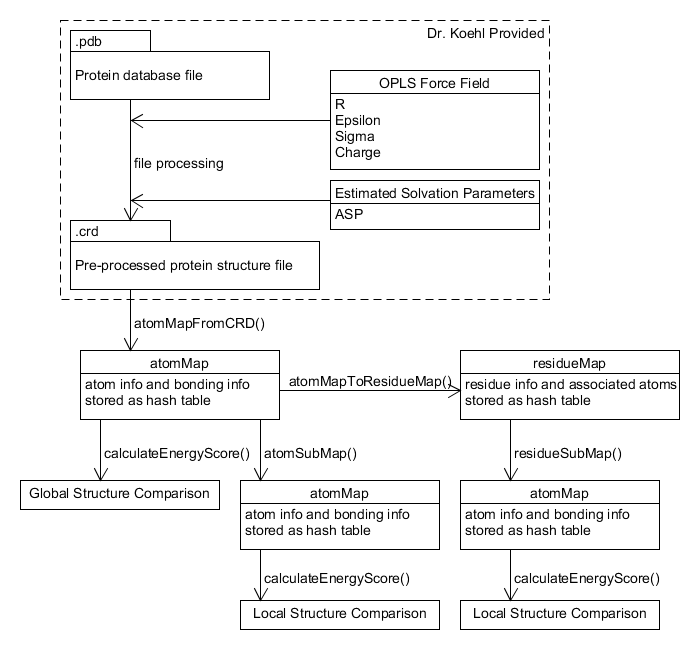 Dr. Koehl Provided
.pdb
Protein database file
OPLS Force Field
R
Epsilon
Sigma
Charge
file processing
Estimated Solvation Parameters
ASP
.crd
Pre-processed protein structure file
atomMapFromCRD()
atomMap
atom info and bonding info
stored as hash table
atomMapToResidueMap()
residueMap
residue info and associated atoms
stored as hash table
calculateEnergyScore()
atomSubMap()
residueSubMap()
Global Structure Comparison
atomMap
atom info and bonding info
stored as hash table
atomMap
atom info and bonding info
stored as hash table
calculateEnergyScore()
calculateEnergyScore()
Local Structure Comparison
Local Structure Comparison